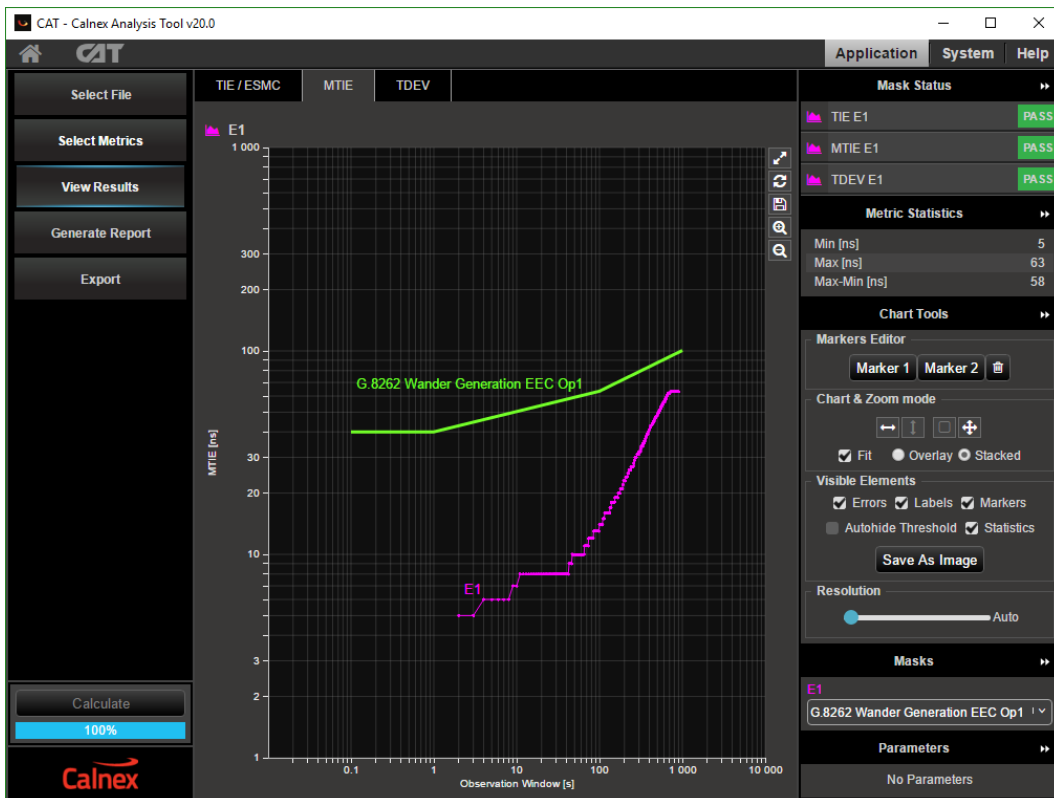 CAT - Calnex Analysis Tool v20.0
CAT
Application System Help
Select File
Select Metrics
View Results
Generate Report
Export
Calculate
100%
Calnex
TIE / ESMC MTIE TDEV
E1
1 000
300
200
100
30
20
10
3
2
1
MTIE [ns]
G.8262 Wander Generation EEC Op1
E1
0.1 1 10 100 1 000 10 000
Observation Window [s]
Mask Status
TIE E1 PASS
MTIE E1 PASS
TDEV E1 PASS
Metric Statistics
Min [ns] 5
Max [ns] 63
Max-Min [ns] 58
Chart Tools
Markers Editor
Marker 1 Marker 2
Chart & Zoom mode
Fit Overlay Stacked
Visible Elements
Errors Labels Markers
Autohide Threshold Statistics
Save As Image
Resolution
Auto
Masks
E1
G.8262 Wander Generation EEC Op1
Parameters
No Parameters